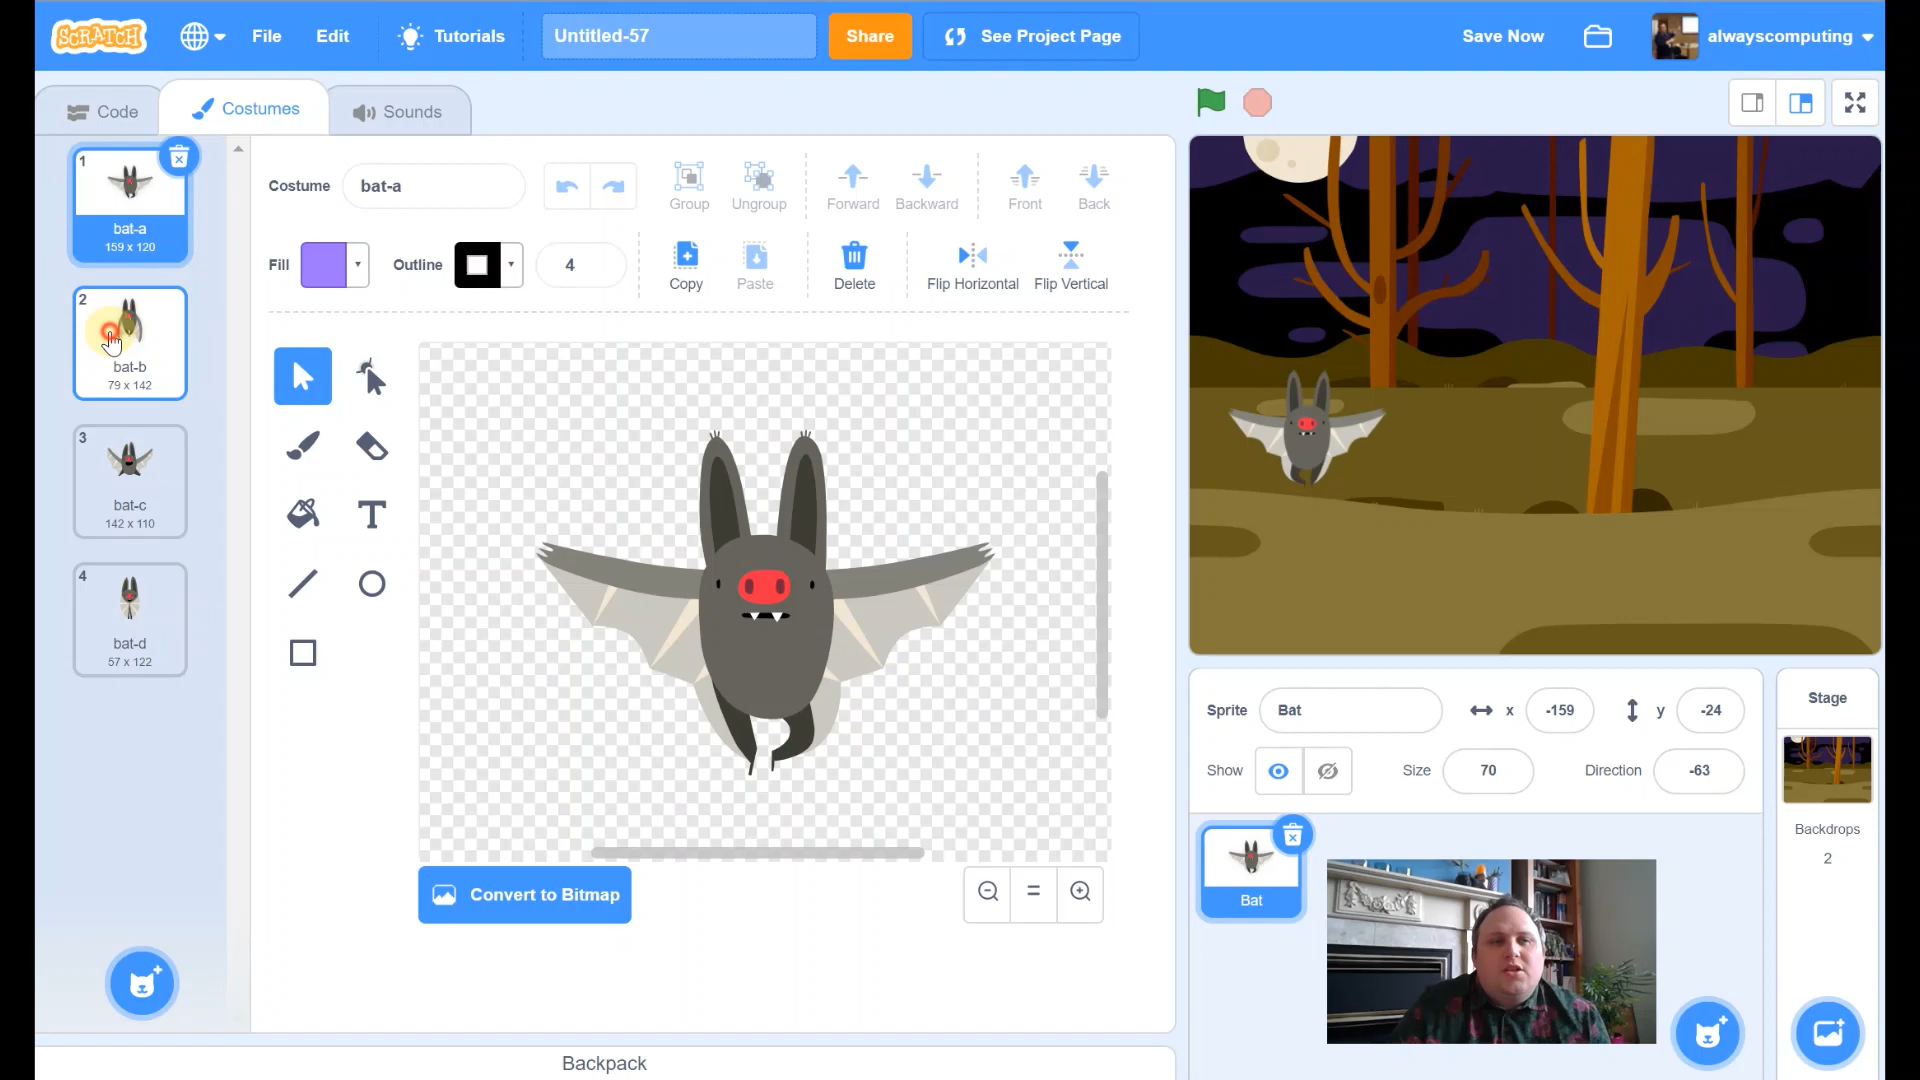 SCRATCH
File
Edit
Tutorials
Untitled-57
Share
See Project Page
Save Now
alwayscomputing
Code
Costumes
Sounds
1
bat-a
159 x 120
2
bat-b
79 x 142
3
bat-c
142 x 110
4
bat-d
57 x 122
Costume
bat-a
Group
Ungroup
Forward
Backward
Front
Back
Fill
Outline
4
Copy
Paste
Delete
Flip Horizontal
Flip Vertical
T
Convert to Bitmap
Backpack
Sprite
Bat
x
-159
y
-24
Show
Size
70
Direction
-63
Bat
Stage
Backdrops
2